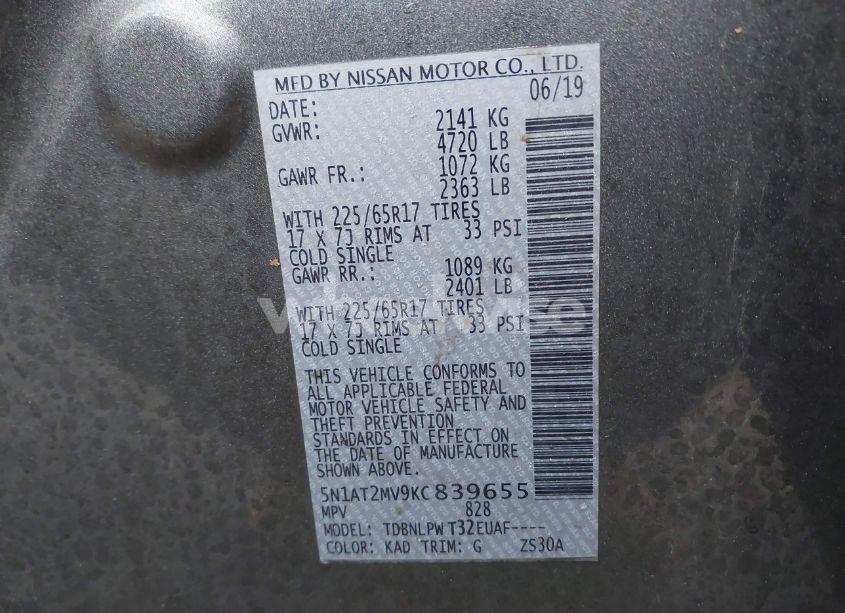 MFD BY NISSAN MOTOR CO., LTD.
DATE: 06/19
GVWR: 2141 KG
4720 LB
GAWR FR.: 1072 KG
2363 LB
WITH 225/65R17 TIRES
17 X 7J RIMS AT 33 PSI
COLD SINGLE
GAWR RR.: 1089 KG
2401 LB
WITH 225/65R17 TIRES
17 X 7J RIMS AT 33 PSI
COLD SINGLE
THIS VEHICLE CONFORMS TO
ALL APPLICABLE FEDERAL
MOTOR VEHICLE SAFETY AND
THEFT PREVENTION
STANDARDS IN EFFECT ON
THE DATE OF MANUFACTURE
SHOWN ABOVE.
5N1AT2MV9KC839655
MPV 828
MODEL: TDBNLPW T32EUAF----
COLOR: KAD TRIM: G ZS30A